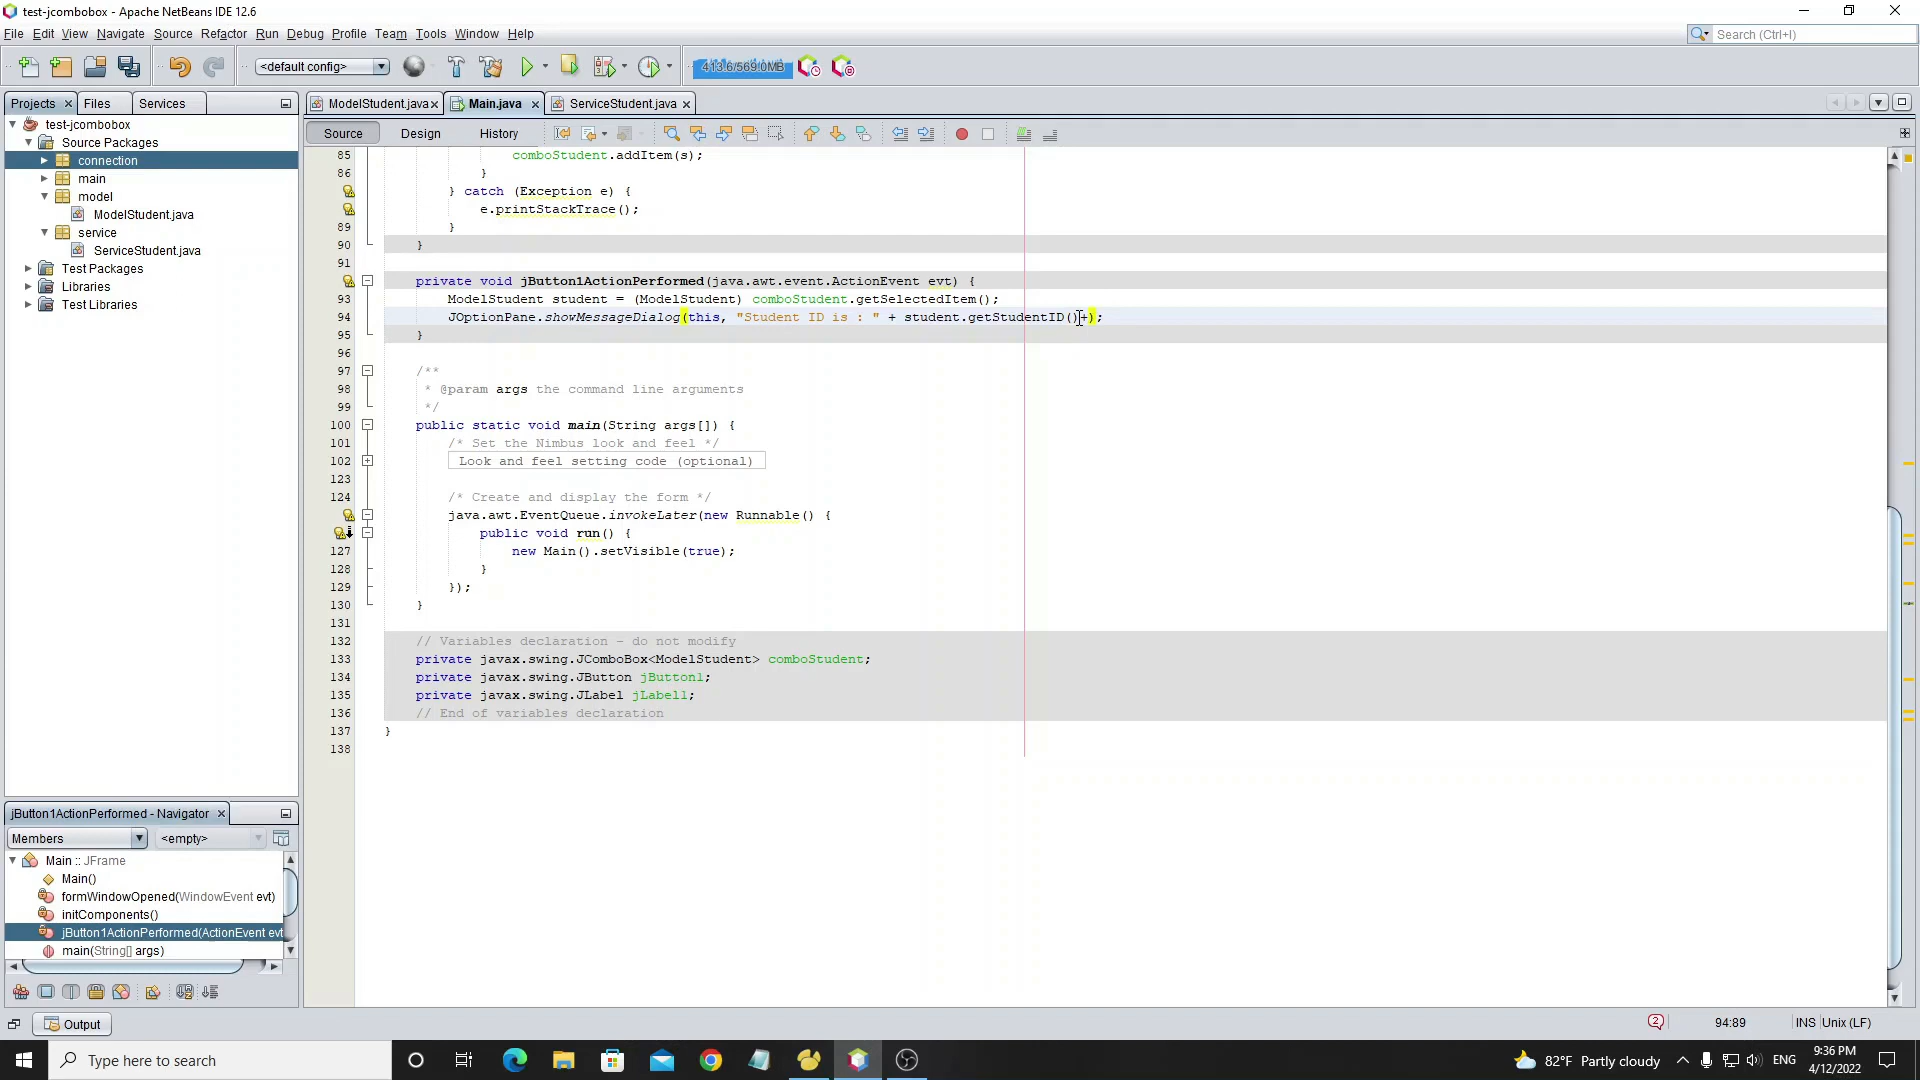 test-jcombobox - Apache NetBeans IDE 12.6
File Edit View Navigate Source Refactor Run Debug Profile Team Tools Window Help
Search (Ctrl+I)
<default config>
413.6/569.0MB
Projects Files Services
ModelStudent.java Main.java ServiceStudent.java
Source Design History
test-jcombobox
Source Packages
connection
main
model
ModelStudent.java
service
ServiceStudent.java
Test Packages
Libraries
Test Libraries
85 comboStudent.addItem(s);
86 }
} catch (Exception e) {
e.printStackTrace();
89 }
90 }
91
private void jButton1ActionPerformed(java.awt.event.ActionEvent evt) {
93 ModelStudent student = (ModelStudent) comboStudent.getSelectedItem();
94 JOptionPane.showMessageDialog(this, "Student ID is : " + student.getStudentID()+);
95 }
96
97 /**
98 * @param args the command line arguments
99 */
100 public static void main(String args[]) {
101 /* Set the Nimbus look and feel */
102 Look and feel setting code (optional)
123
124 /* Create and display the form */
java.awt.EventQueue.invokeLater(new Runnable() {
public void run() {
127 new Main().setVisible(true);
128 }
129 });
130 }
131
132 // Variables declaration - do not modify
133 private javax.swing.JComboBox<ModelStudent> comboStudent;
134 private javax.swing.JButton jButton1;
135 private javax.swing.JLabel jLabel1;
136 // End of variables declaration
137 }
138
jButton1ActionPerformed - Navigator
Members <empty>
Main :: JFrame
Main()
formWindowOpened(WindowEvent evt)
initComponents()
jButton1ActionPerformed(ActionEvent evt
main(String[] args)
Output
2 94:89 INS Unix (LF)
Type here to search
82°F Partly cloudy
ENG
9:36 PM
4/12/2022